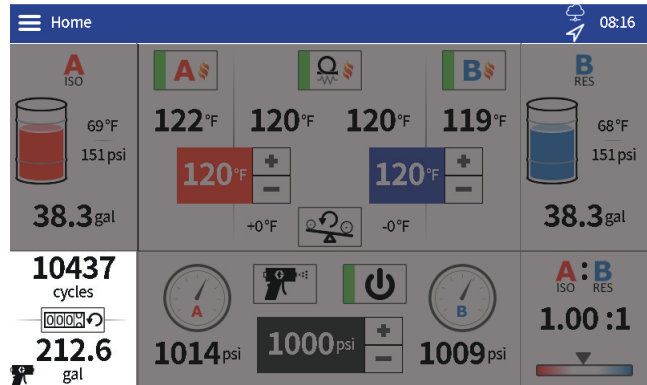 Home
08:16
A
ISO
69°F
151 psi
38.3 gal
A
B
122°F
120°F
120°F
119°F
120°F
+
−
120°F
+
−
+0°F
-0°F
B
RES
68°F
151 psi
38.3 gal
10437
cycles
212.6
gal
A
1014 psi
G
1000 psi
+
−
B
1009 psi
A:B
ISO RES
1.00 :1